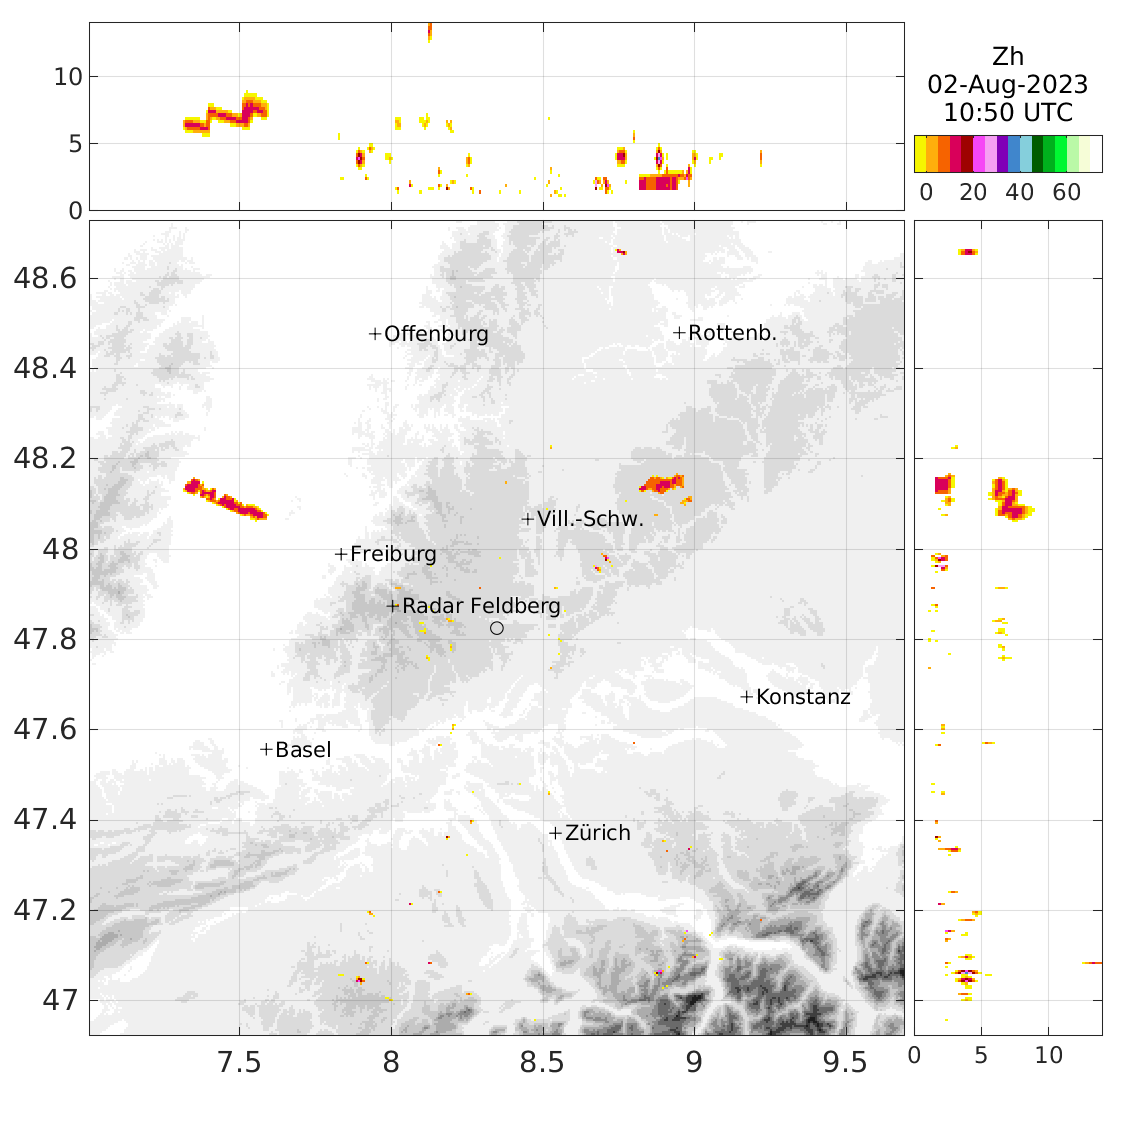 10
5
0
Zh
02-Aug-2023
10:50 UTC
0 20 40 60
48.6
48.4
48.2
48
47.8
47.6
47.4
47.2
47
Offenburg
Rottenb.
Vill.-Schw.
Freiburg
Radar Feldberg
Konstanz
Basel
Zürich
7.5 8 8.5 9 9.5
0 5 10